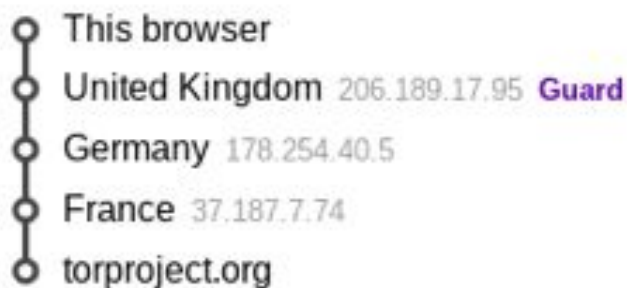 This browser
United Kingdom 206.189.17.95 Guard
Germany 178.254.40.5
France 37.187.7.74
torproject.org